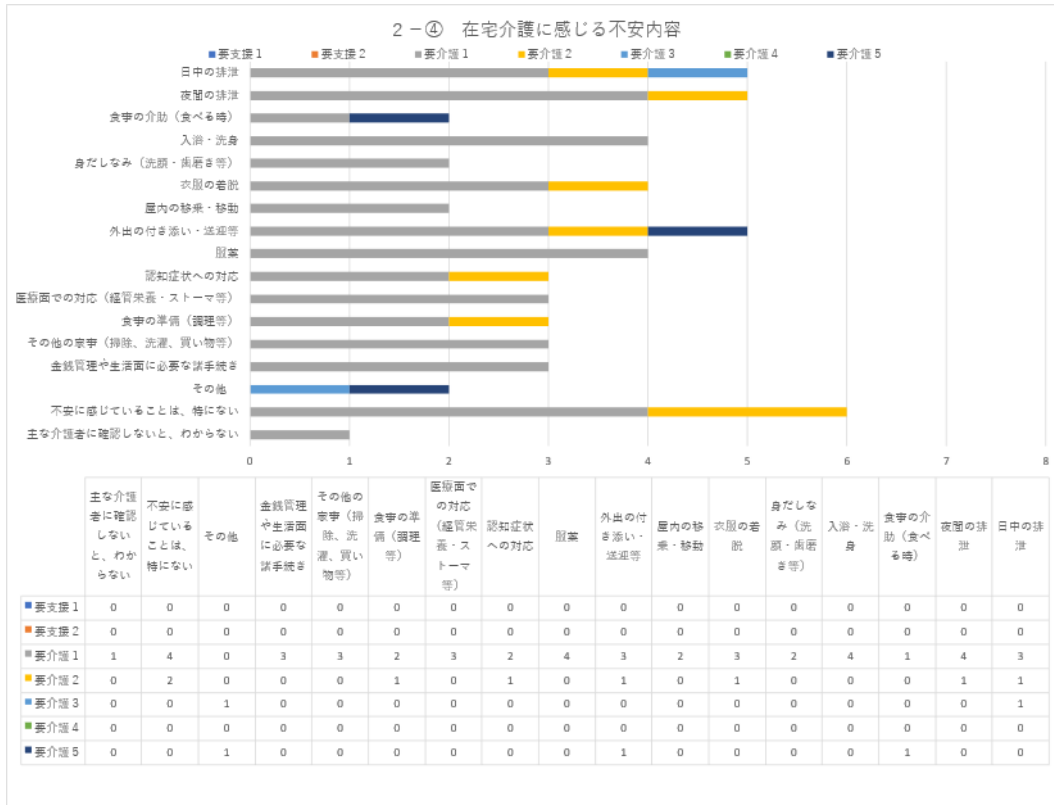 ２－④　在宅介護に感じる不安内容
■要支援１ ■要支援２ ■要介護１ ■要介護２ ■要介護３ ■要介護４ ■要介護５
日中の排泄
夜間の排泄
食事の介助（食べる時）
入浴・洗身
身だしなみ（洗顔・歯磨き等）
衣服の着脱
屋内の移乗・移動
外出の付き添い・送迎等
服薬
認知症状への対応
医療面での対応（経管栄養・ストーマ等）
食事の準備（調理等）
その他の家事（掃除、洗濯、買い物等）
金銭管理や生活面に必要な諸手続き
その他
不安に感じていることは、特にない
主な介護者に確認しないと、わからない
0 1 2 3 4 5 6 7 8
主な介護者に確認しないと、わからない
不安に感じていることは、特にない
その他
金銭管理や生活面に必要な諸手続き
その他の家事（掃除、洗濯、買い物等）
食事の準備（調理等）
医療面での対応（経管栄養・ストーマ等）
認知症状への対応
服薬
外出の付き添い・送迎等
屋内の移乗・移動
衣服の着脱
身だしなみ（洗顔・歯磨き等）
入浴・洗身
食事の介助（食べる時）
夜間の排泄
日中の排泄
■要支援１ 0 0 0 0 0 0 0 0 0 0 0 0 0 0 0 0 0
■要支援２ 0 0 0 0 0 0 0 0 0 0 0 0 0 0 0 0 0
■要介護１ 1 4 0 3 3 2 3 2 4 3 2 3 2 4 1 4 3
■要介護２ 0 2 0 0 0 1 0 1 0 1 0 1 0 0 0 1 1
■要介護３ 0 0 1 0 0 0 0 0 0 0 0 0 0 0 0 0 1
■要介護４ 0 0 0 0 0 0 0 0 0 0 0 0 0 0 0 0 0
■要介護５ 0 0 1 0 0 0 0 0 0 1 0 0 0 0 1 0 0